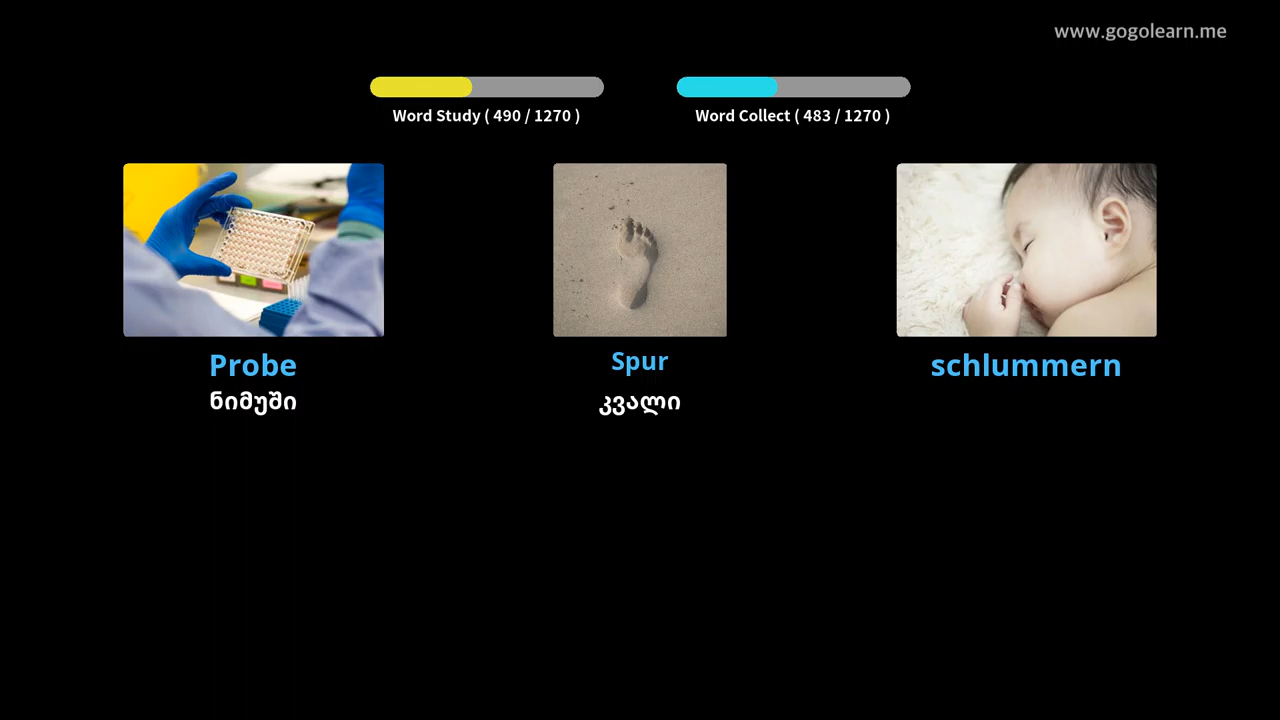 www.gogolearn.me
Word Study ( 490 / 1270 )
Word Collect ( 483 / 1270 )
Probe
ნიმუში
Spur
კვალი
schlummern